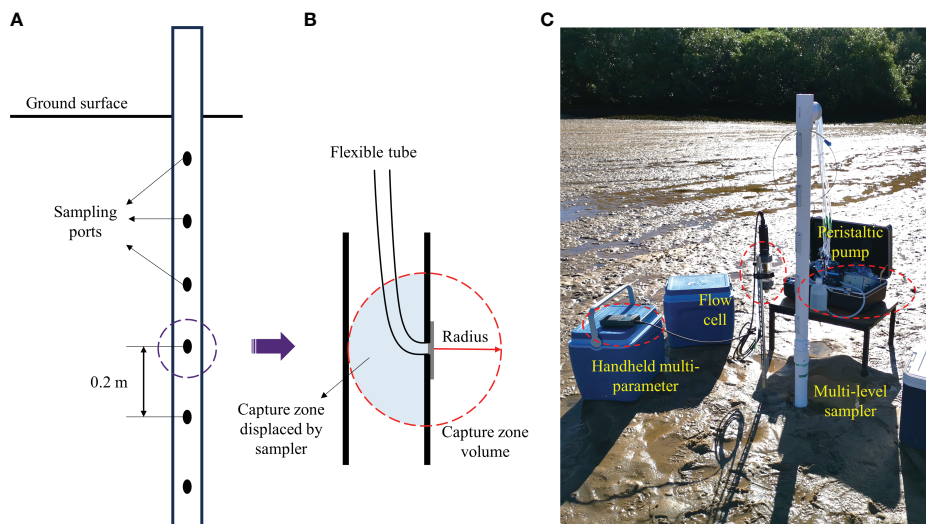 A
Ground surface
Sampling
ports
0.2 m
B
Flexible tube
Radius
Capture zone
displaced by
sampler
Capture zone
volume
C
Peristaltic
pump
Flow
cell
Handheld multi-
parameter
Multi-level
sampler